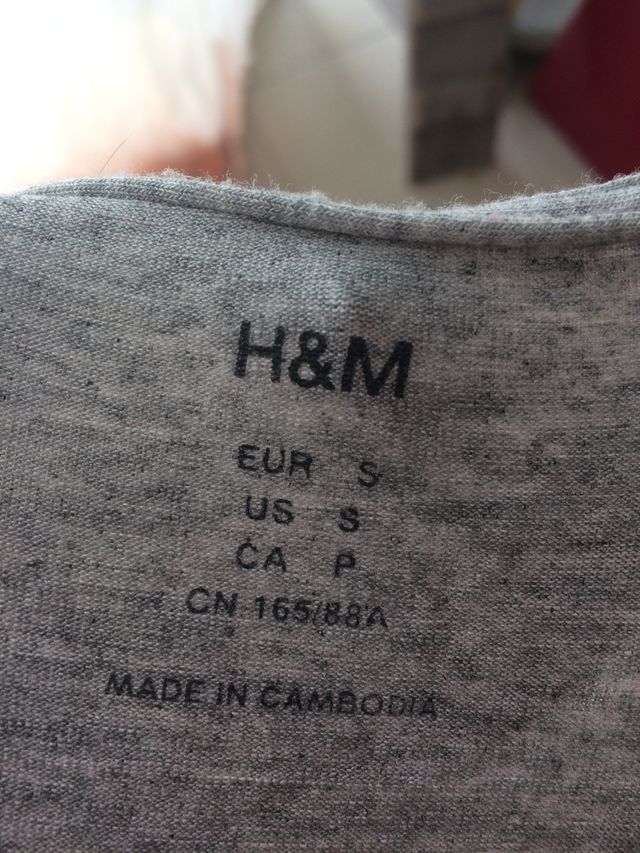 H&M
EUR S
US S
CA P
CN 165/88A
MADE IN CAMBODIA